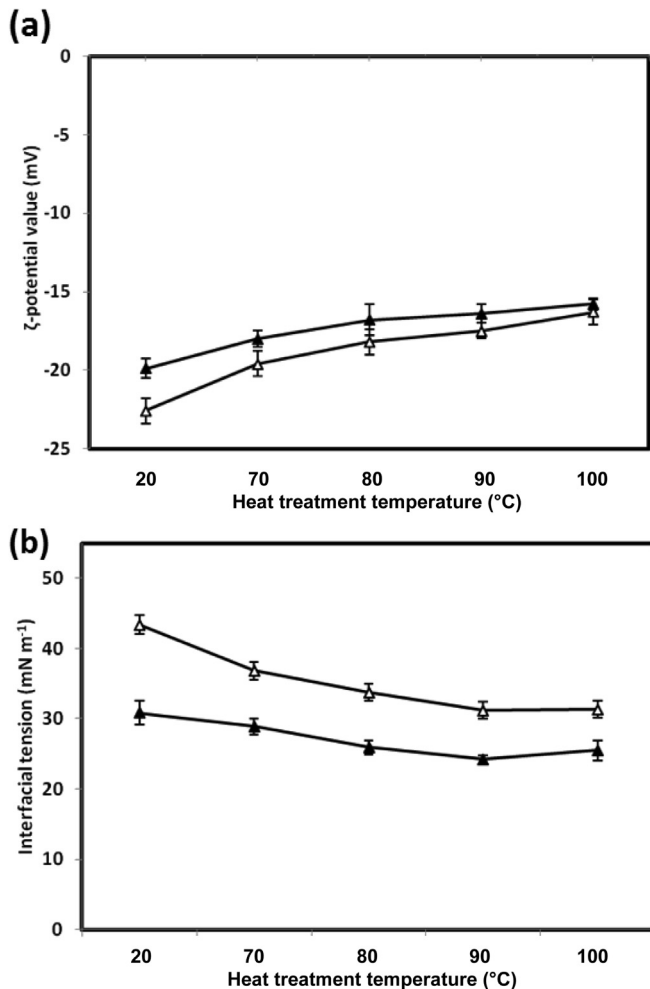 (a)
0
-5
-10
-15
-20
-25
ζ-potential value (mV)
20 70 80 90 100
Heat treatment temperature (°C)
(b)
50
40
30
20
10
0
Interfacial tension (mN m⁻¹)
20 70 80 90 100
Heat treatment temperature (°C)